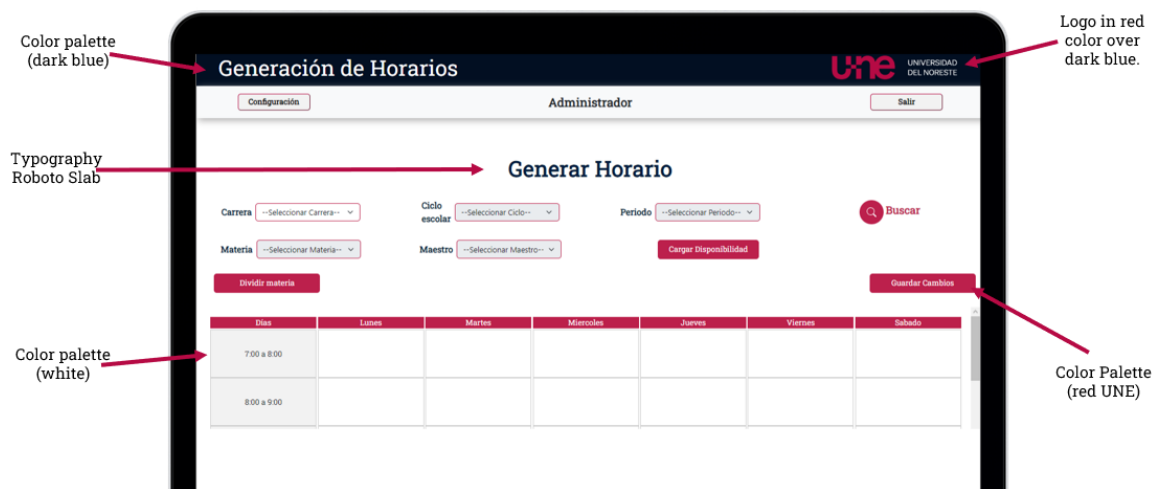 Color palette
(dark blue)
Logo in red
color over
dark blue.
Generación de Horarios
une
UNIVERSIDAD
DEL NORESTE
Configuración
Administrador
Salir
Typography
Roboto Slab
Generar Horario
Carrera --Seleccionar Carrera--
Ciclo
escolar --Seleccionar Ciclo--
Periodo --Seleccionar Periodo--
Buscar
Materia --Seleccionar Materia--
Maestro --Seleccionar Maestro--
Cargar Disponibilidad
Dividir materia
Guardar Cambios
Días Lunes Martes Miercoles Jueves Viernes Sabado
7:00 a 8:00
8:00 a 9:00
Color palette
(white)
Color Palette
(red UNE)